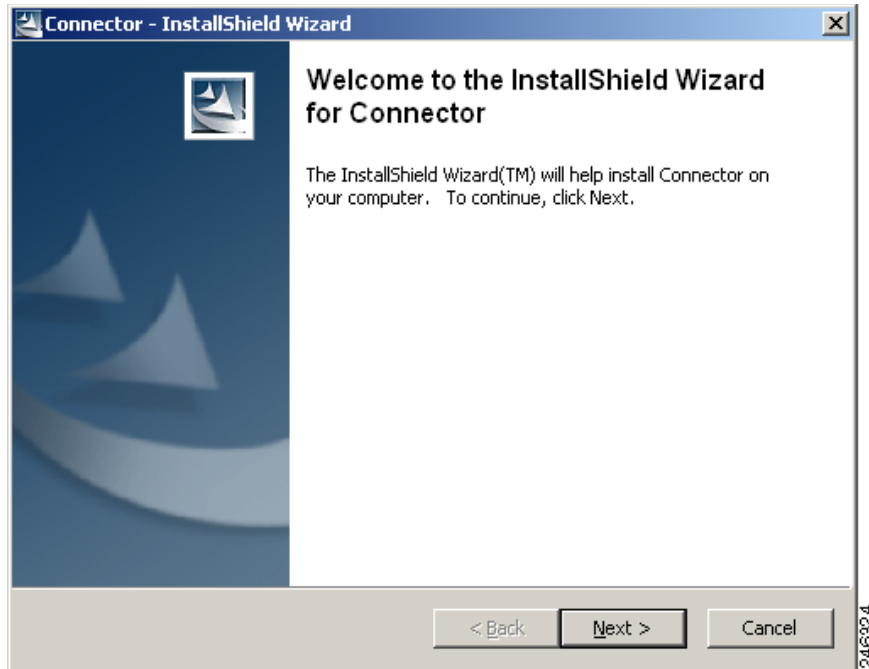 Connector - InstallShield Wizard
Welcome to the InstallShield Wizard
for Connector
The InstallShield Wizard(TM) will help install Connector on
your computer. To continue, click Next.
< Back
Next >
Cancel